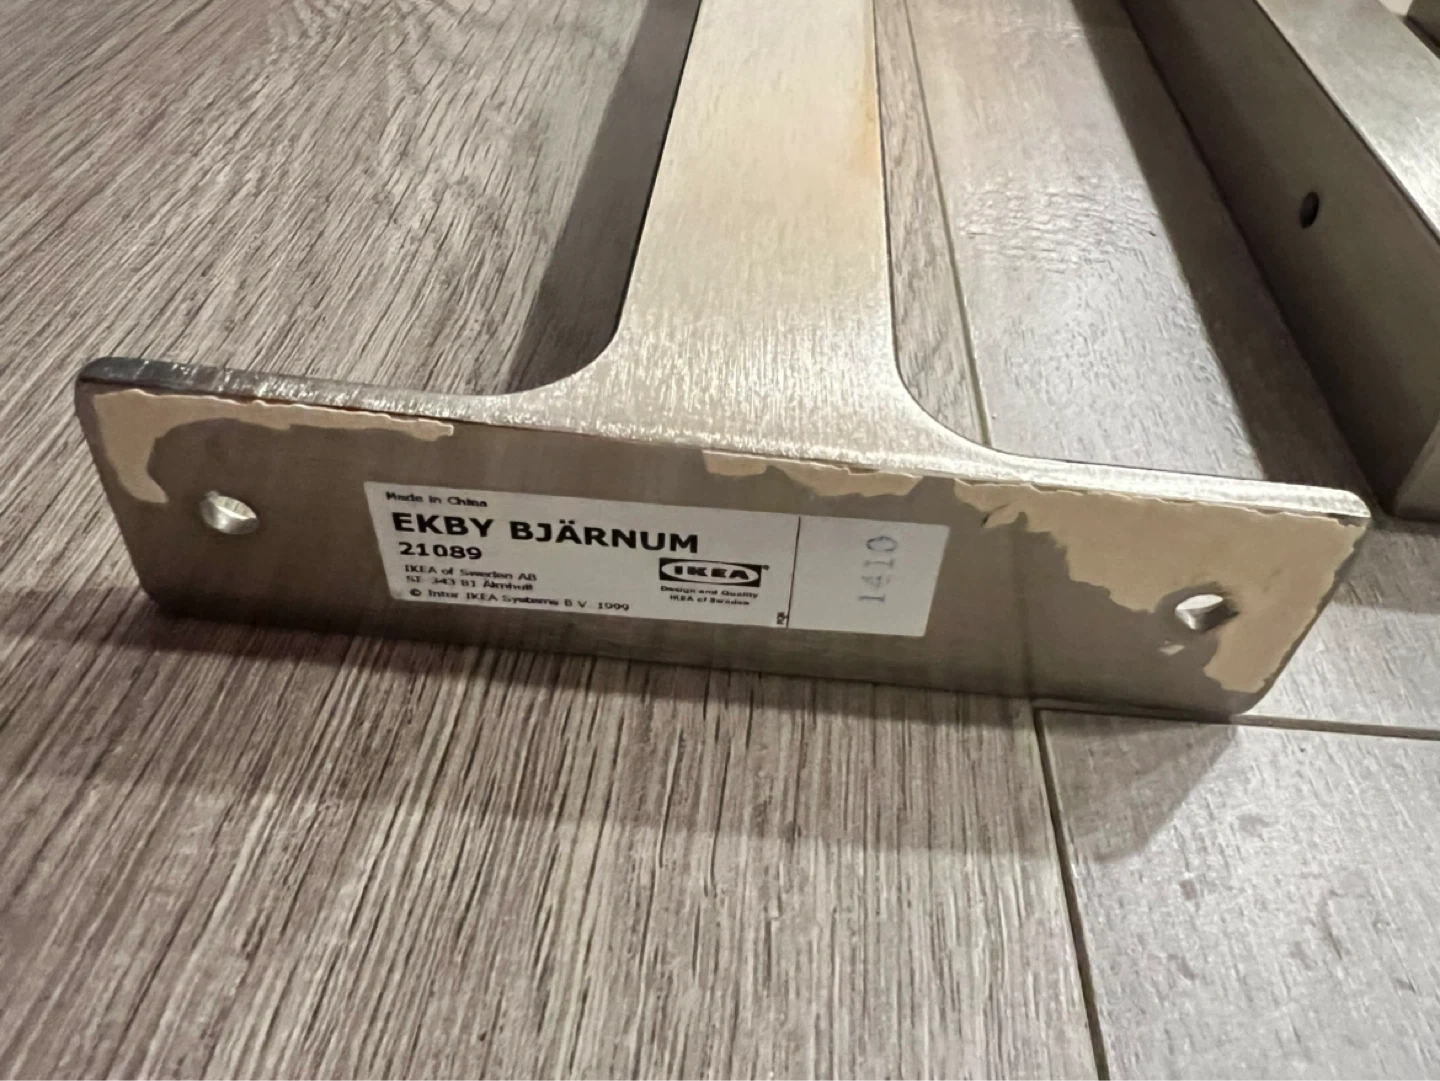 Made in China
EKBY BJÄRNUM
21089
IKEA of Sweden AB
SE-343 81 Älmhult
© Inter IKEA Systems B.V. 1999
IKEA®
Design and Quality
IKEA of Sweden
1410